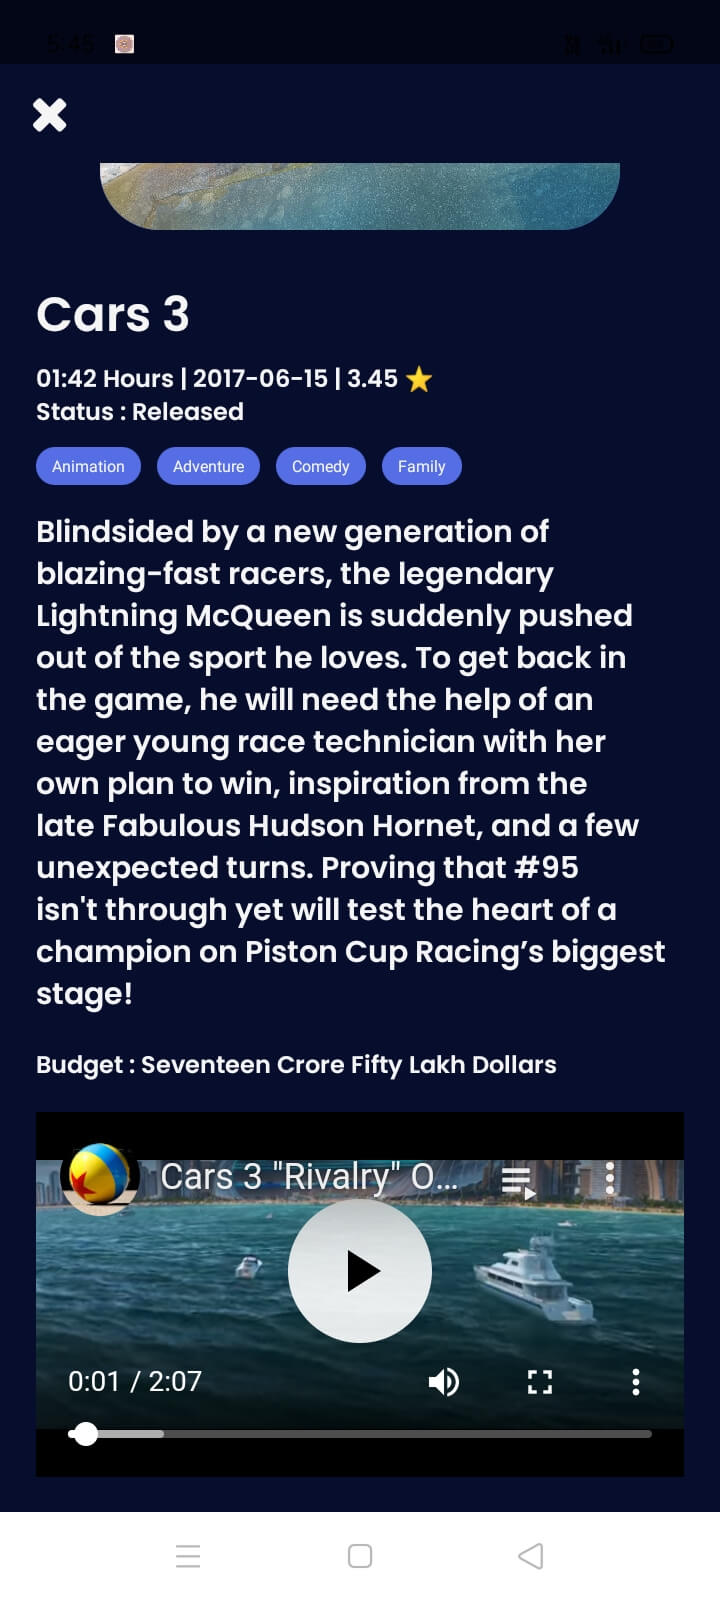 5:45
Cars 3
01:42 Hours | 2017-06-15 | 3.45 ⭐
Status : Released
Animation Adventure Comedy Family
Blindsided by a new generation of
blazing-fast racers, the legendary
Lightning McQueen is suddenly pushed
out of the sport he loves. To get back in
the game, he will need the help of an
eager young race technician with her
own plan to win, inspiration from the
late Fabulous Hudson Hornet, and a few
unexpected turns. Proving that #95
isn't through yet will test the heart of a
champion on Piston Cup Racing’s biggest
stage!
Budget : Seventeen Crore Fifty Lakh Dollars
Cars 3 "Rivalry" O...
0:01 / 2:07